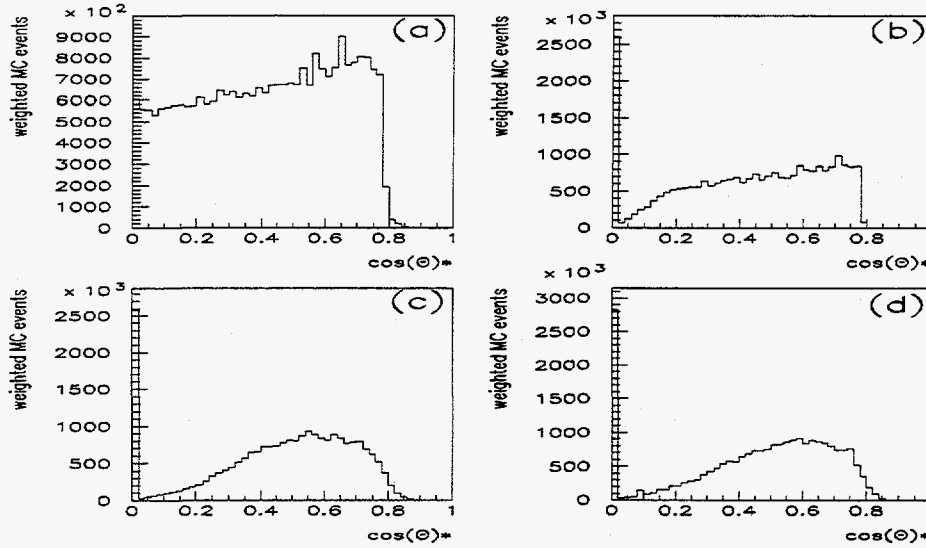 × 10²
(a)
weighted MC events
9000
8000
7000
6000
5000
4000
3000
2000
1000
0
0 0.2 0.4 0.6 0.8 1
cos(Θ)*
× 10³
(b)
weighted MC events
2500
2000
1500
1000
500
0
0 0.2 0.4 0.6 0.8
cos(Θ)*
× 10³
(c)
weighted MC events
2500
2000
1500
1000
500
0
0 0.2 0.4 0.6 0.8 1
cos(Θ)*
× 10³
(d)
weighted MC events
3000
2500
2000
1500
1000
500
0
0 0.2 0.4 0.6 0.8
cos(Θ)*